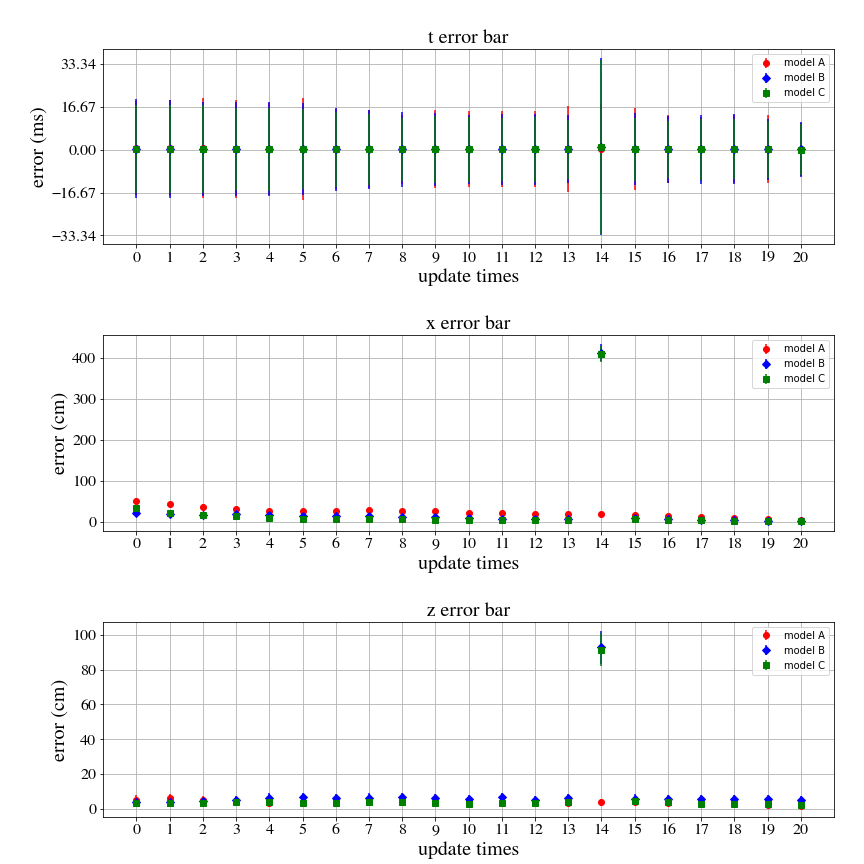 t error bar
33.34
16.67
0.00
−16.67
−33.34
error (ms)
model A
model B
model C
0 1 2 3 4 5 6 7 8 9 10 11 12 13 14 15 16 17 18 19 20
update times
x error bar
400
300
200
100
0
error (cm)
model A
model B
model C
0 1 2 3 4 5 6 7 8 9 10 11 12 13 14 15 16 17 18 19 20
update times
z error bar
100
80
60
40
20
0
error (cm)
model A
model B
model C
0 1 2 3 4 5 6 7 8 9 10 11 12 13 14 15 16 17 18 19 20
update times